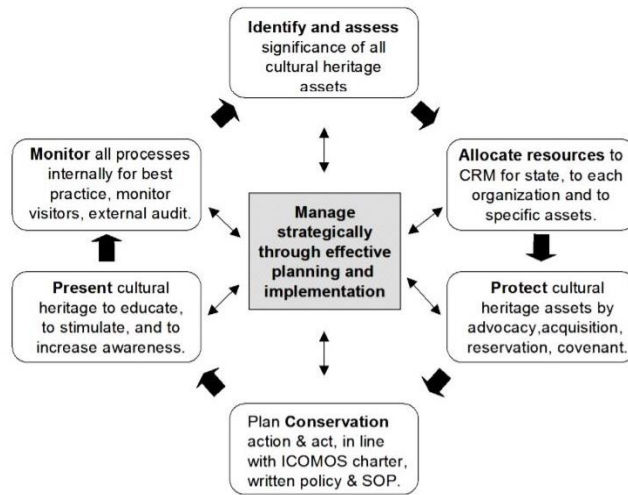 Identify and assess
significance of all
cultural heritage
assets
Monitor all processes
internally for best
practice, monitor
visitors, external audit.
Allocate resources to
CRM for state, to each
organization and to
specific assets.
Manage
strategically
through effective
planning and
implementation
Present cultural
heritage to educate,
to stimulate, and to
increase awareness.
Protect cultural
heritage assets by
advocacy,acquisition,
reservation, covenant.
Plan Conservation
action & act, in line
with ICOMOS charter,
written policy & SOP.